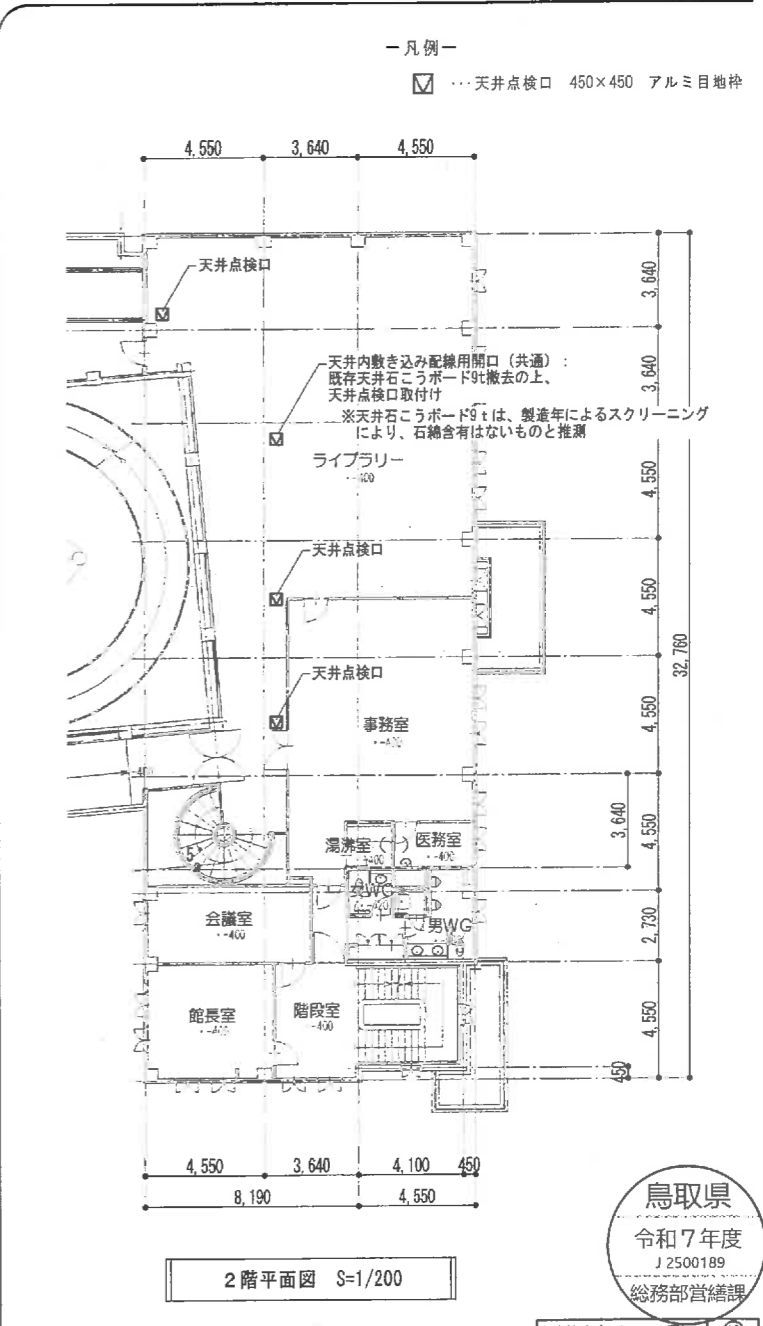 －凡例－
…天井点検口 450×450 アルミ目地枠
4,550 3,640 4,550
天井点検口
3,640
天井内敷き込み配線用開口（共通）：
既存天井石こうボード9t撤去の上、
天井点検口取付け
※天井石こうボード9ｔは、製造年によるスクリーニング
により、石綿含有はないものと推測
3,640
ライブラリー
4,550
天井点検口
4,550
32,760
天井点検口
事務室
4,550
3,640
4,550
湯沸室
医務室
-400
女WC
会議室
-400
男WC
2,730
館長室
-400
階段室
-400
4,550
450
4,550 3,640 4,100 450
8,190 4,550
２階平面図 S=1/200
鳥取県
令和７年度
J 2500189
総務部営繕課